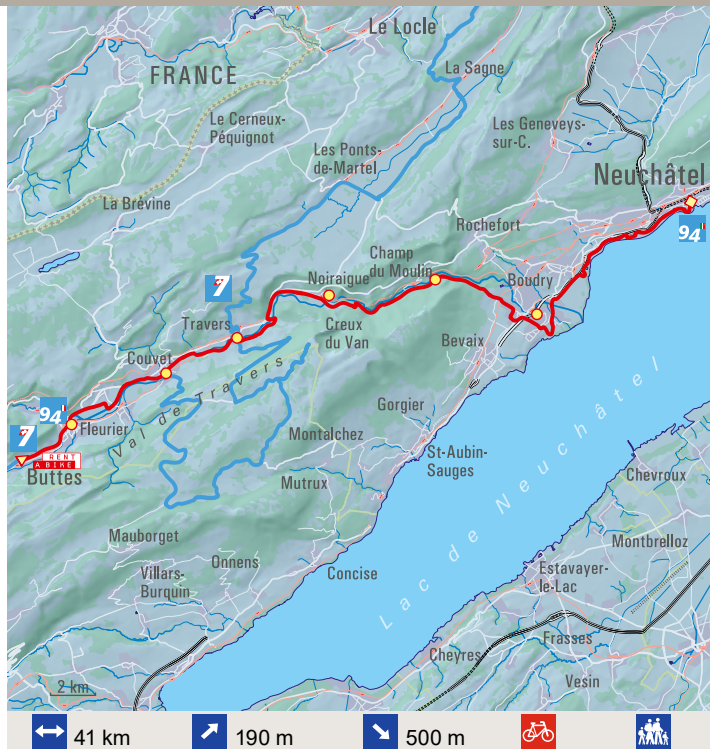 Le Locle
FRANCE
La Sagne
Le Cerneux-
Péquignot
Les Geneveys-
sur-C.
Les Ponts-
de-Martel
Neuchâtel
La Brévine
94
Rochefort
Champ
du Moulin
Boudry
7
Noiraigue
Travers
Creux
du Van
Bevaix
Couvet
Val de Travers
94
Gorgier
Fleurier
7
RENT
A BIKE
Buttes
Montalchez
St-Aubin-
Sauges
Lac de Neuchâtel
Chevroux
Mutrux
Mauborget
Montbrelloz
Onnens
Villars-
Burquin
Concise
Estavayer-
le-Lac
Frasses
Cheyres
Vesin
2 km
41 km
190 m
500 m